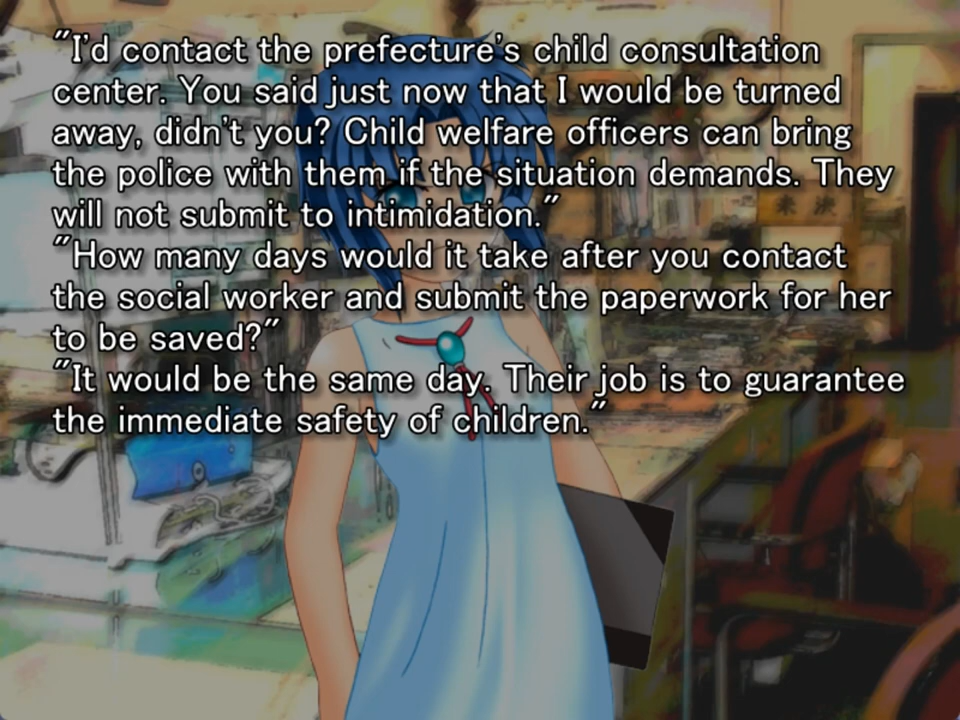 "I'd contact the prefecture's child consultation
center. You said just now that I would be turned
away, didn't you? Child welfare officers can bring
the police with them if the situation demands. They
will not submit to intimidation."
"How many days would it take after you contact
the social worker and submit the paperwork for her
to be saved?"
"It would be the same day. Their job is to guarantee
the immediate safety of children."